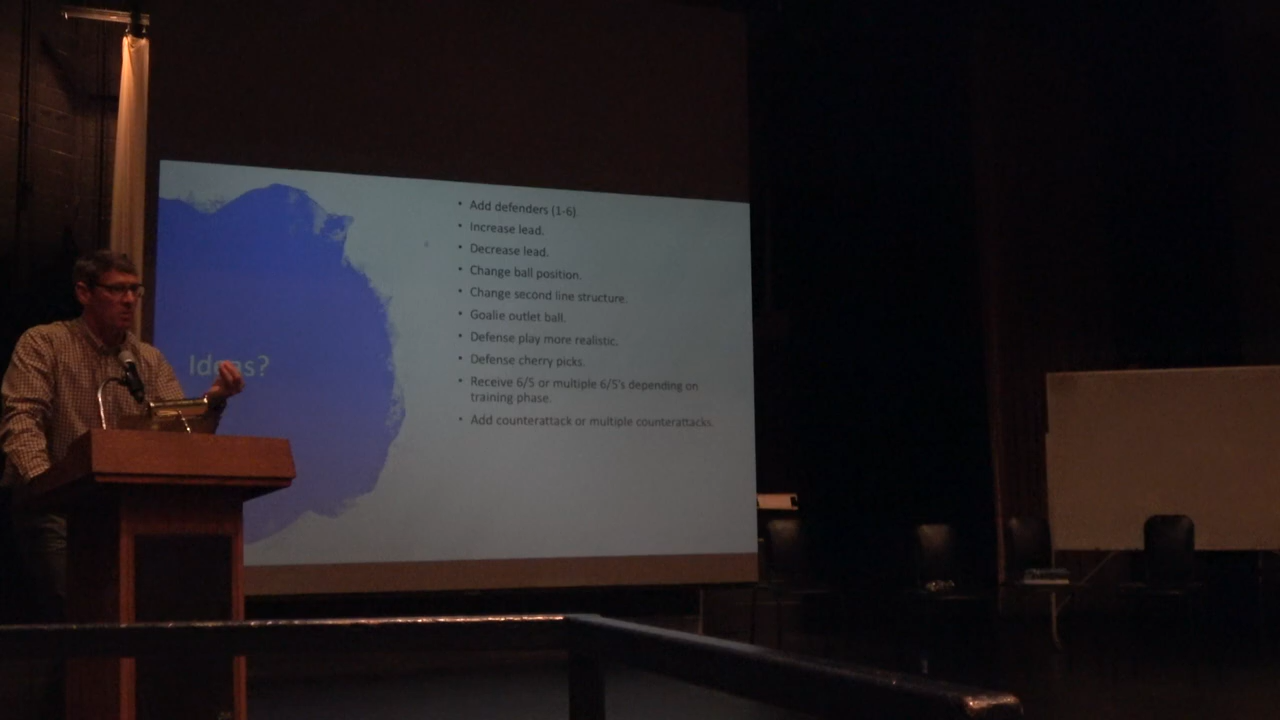 Ideas?
• Add defenders (1-6).
• Increase lead.
• Decrease lead.
• Change ball position.
• Change second line structure.
• Goalie outlet ball.
• Defense play more realistic.
• Defense cherry picks.
• Receive 6/5 or multiple 6/5's depending on
training phase.
• Add counterattack or multiple counterattacks.